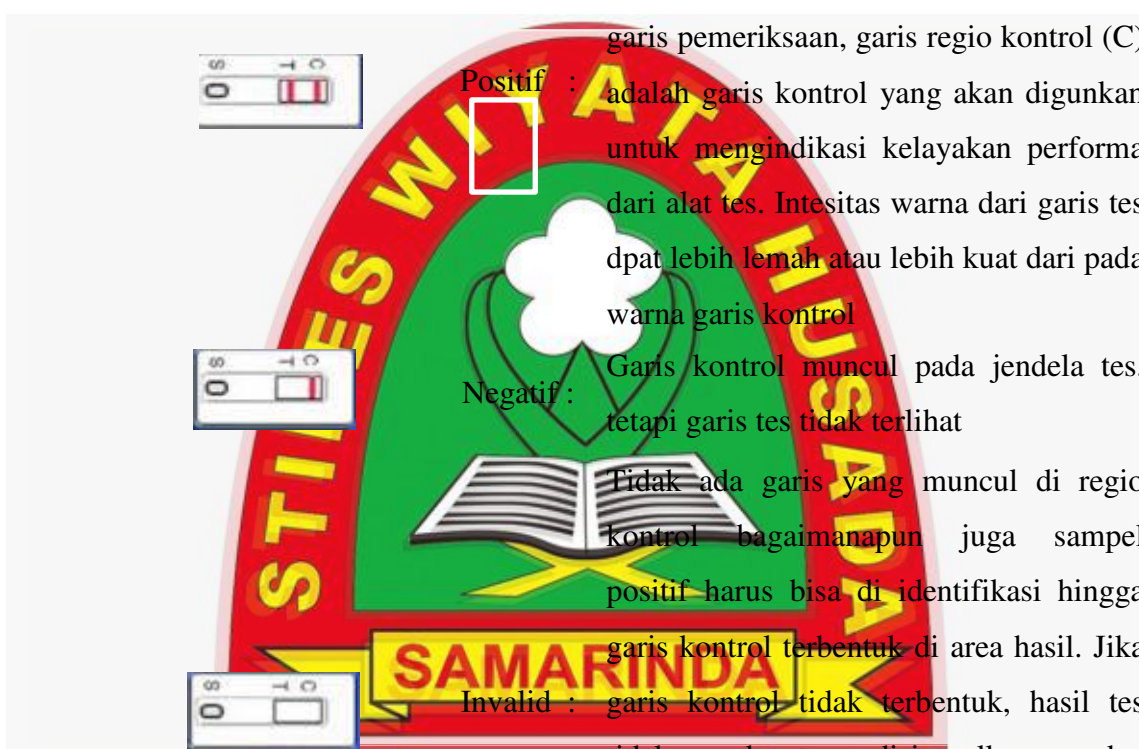 garis pemeriksaan, garis regio kontrol (C)
Positif : adalah garis kontrol yang akan digunkan
untuk mengindikasi kelayakan performa
dari alat tes. Intesitas warna dari garis tes
dpat lebih lemah atau lebih kuat dari pada
warna garis kontrol
Garis kontrol muncul pada jendela tes,
Negatif :
tetapi garis tes tidak terlihat
Tidak ada garis yang muncul di regio
kontrol bagaimanapun juga sampel
positif harus bisa di identifikasi hingga
garis kontrol terbentuk di area hasil. Jika
Invalid : garis kontrol tidak terbentuk, hasil tes
S T C
S T C
S T C
STIKES WIYATA HUSADA
SAMARINDA